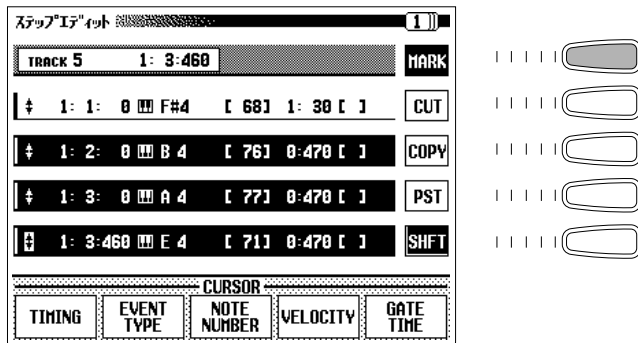 ステップエディット 1
TRACK 5 1: 3:460 MARK
1: 1: 0 F#4 [ 68] 1: 30 [ ] CUT
1: 2: 0 B 4 [ 76] 0:470 [ ] COPY
1: 3: 0 A 4 [ 77] 0:470 [ ] PST
1: 3:460 E 4 [ 71] 0:470 [ ] SHFT
CURSOR
TIMING EVENT TYPE NOTE NUMBER VELOCITY GATE TIME